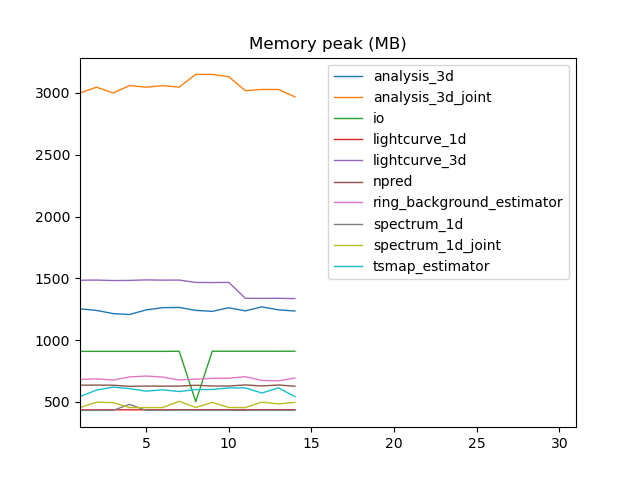 Memory peak (MB)
3000
2500
2000
1500
1000
500
5
10
15
20
25
30
analysis_3d
analysis_3d_joint
io
lightcurve_1d
lightcurve_3d
npred
ring_background_estimator
spectrum_1d
spectrum_1d_joint
tsmap_estimator